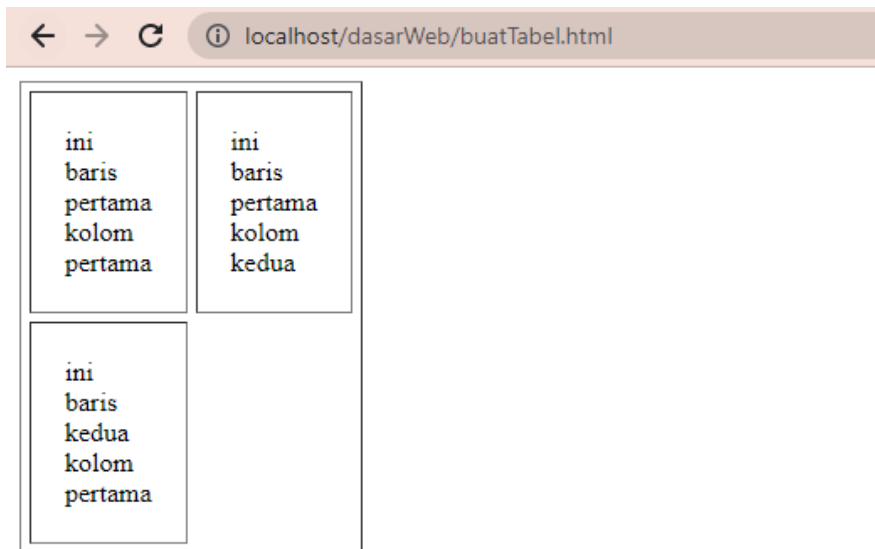 localhost/dasarWeb/buatTabel.html
ini
baris
pertama
kolom
pertama
ini
baris
pertama
kolom
kedua
ini
baris
kedua
kolom
pertama